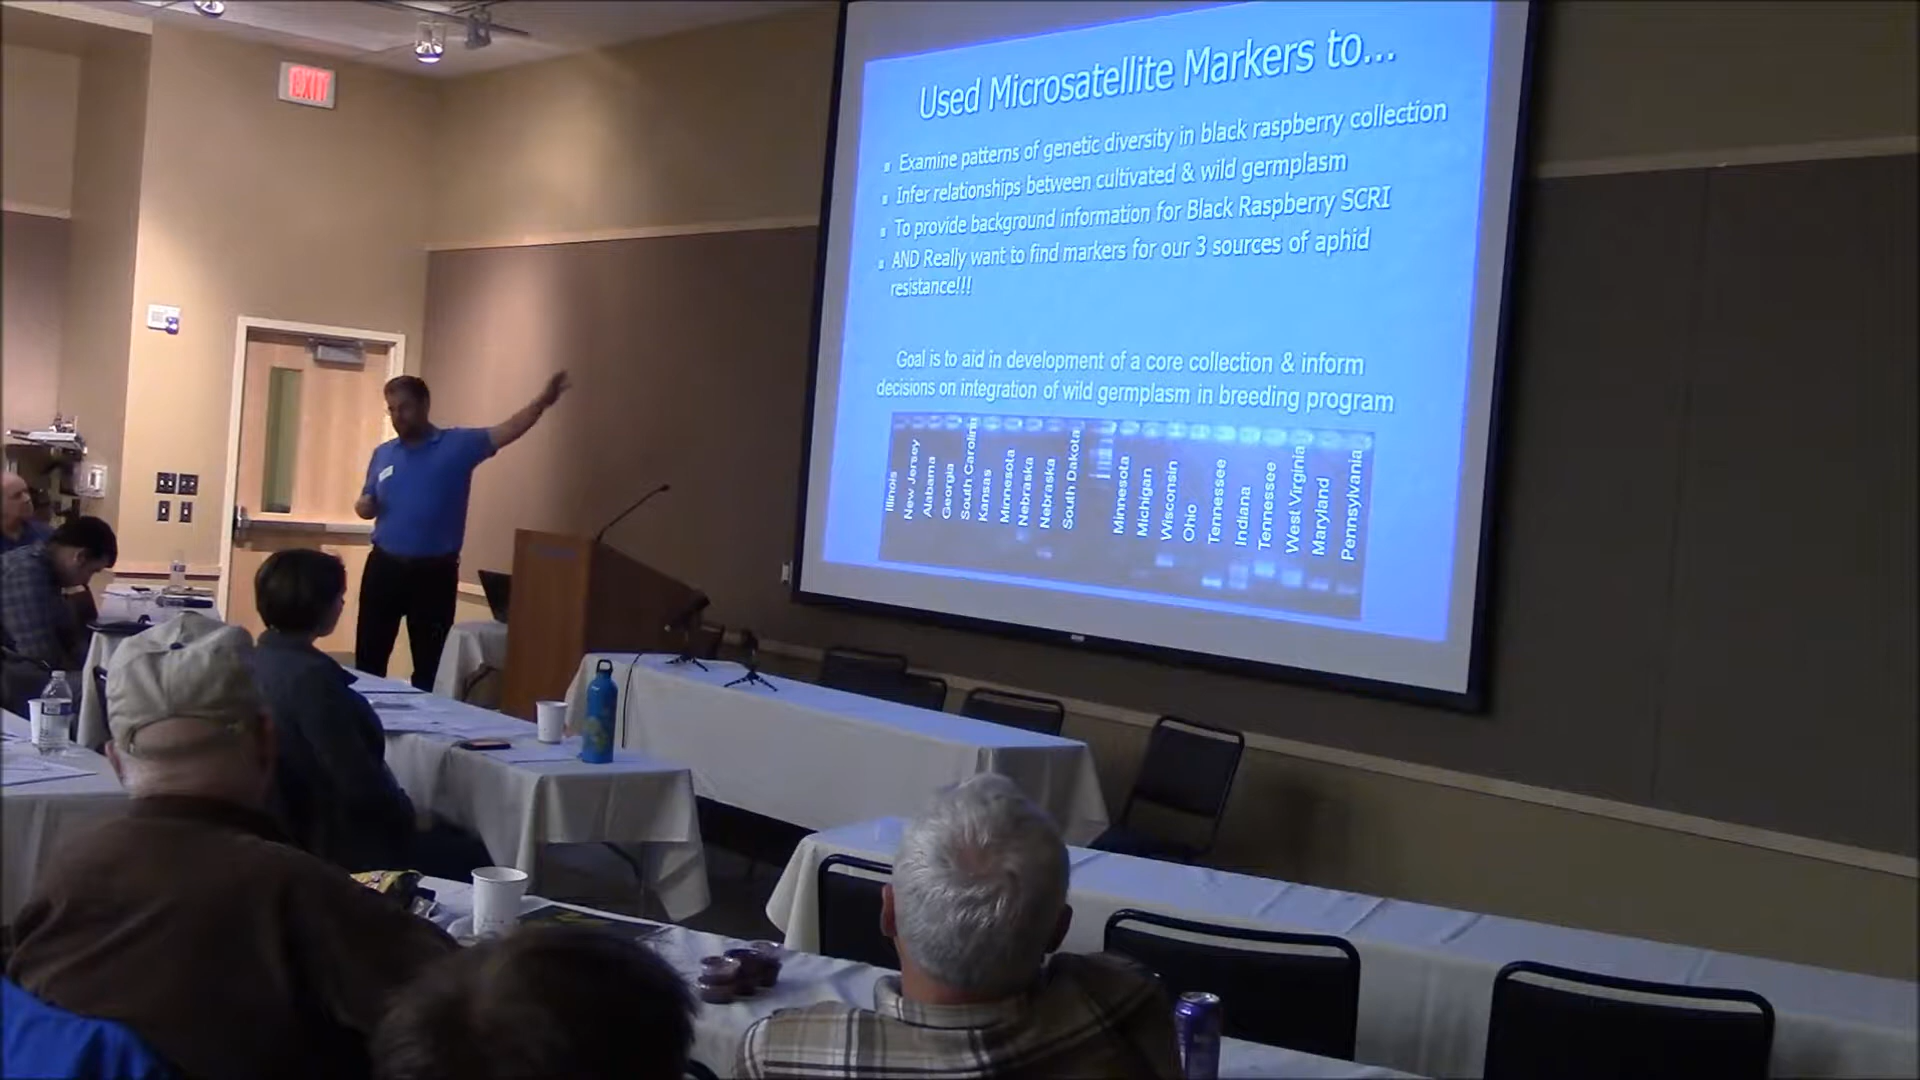 EXIT
Used Microsatellite Markers to...
Examine patterns of genetic diversity in black raspberry collection
Infer relationships between cultivated & wild germplasm
To provide background information for Black Raspberry SCRI
AND Really want to find markers for our 3 sources of aphid
resistance!!!
Goal is to aid in development of a core collection & inform
decisions on integration of wild germplasm in breeding program
Illinois
New Jersey
Alabama
Georgia
South Carolina
Kansas
Minnesota
Nebraska
Nebraska
South Dakota
Minnesota
Michigan
Wisconsin
Ohio
Tennessee
Indiana
Tennessee
West Virginia
Maryland
Pennsylvania